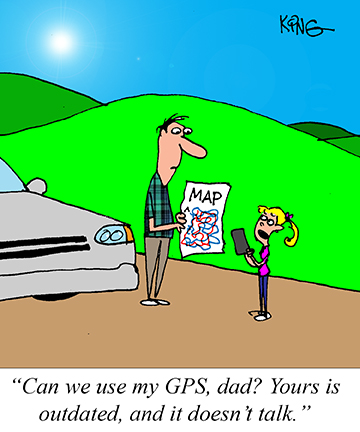 KING
MAP
"Can we use my GPS, dad? Yours is
outdated, and it doesn't talk."